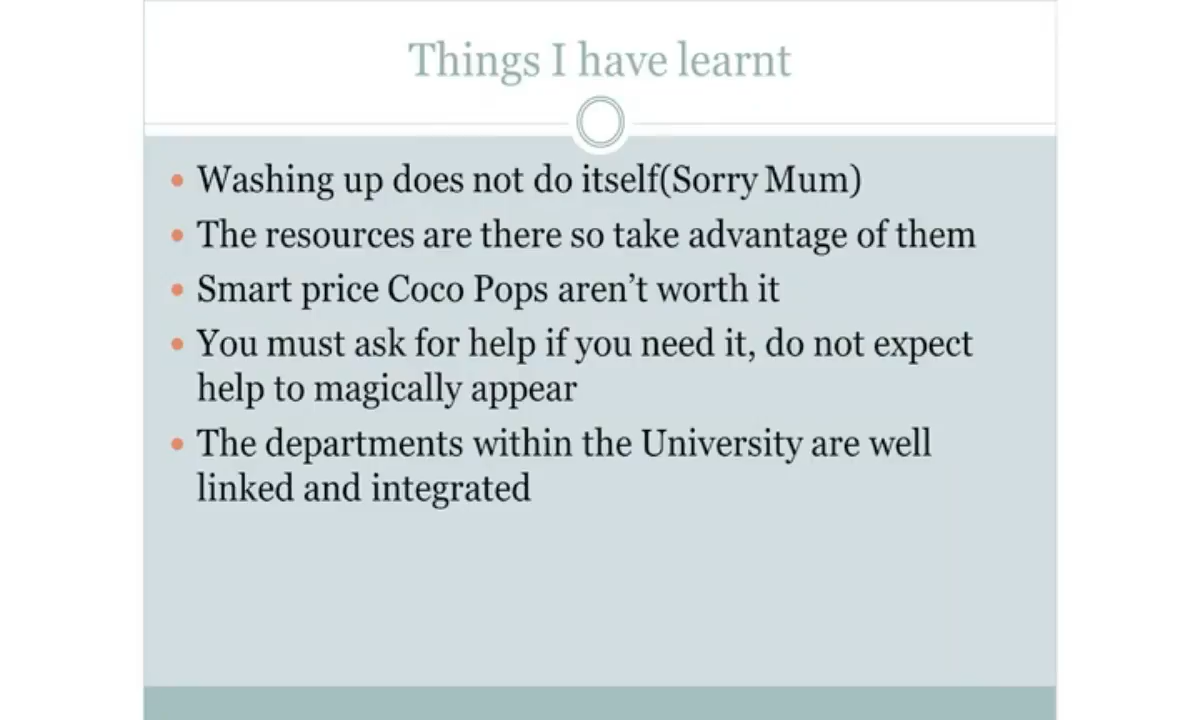 Things I have learnt
• Washing up does not do itself(Sorry Mum)
• The resources are there so take advantage of them
• Smart price Coco Pops aren’t worth it
• You must ask for help if you need it, do not expect
help to magically appear
• The departments within the University are well
linked and integrated